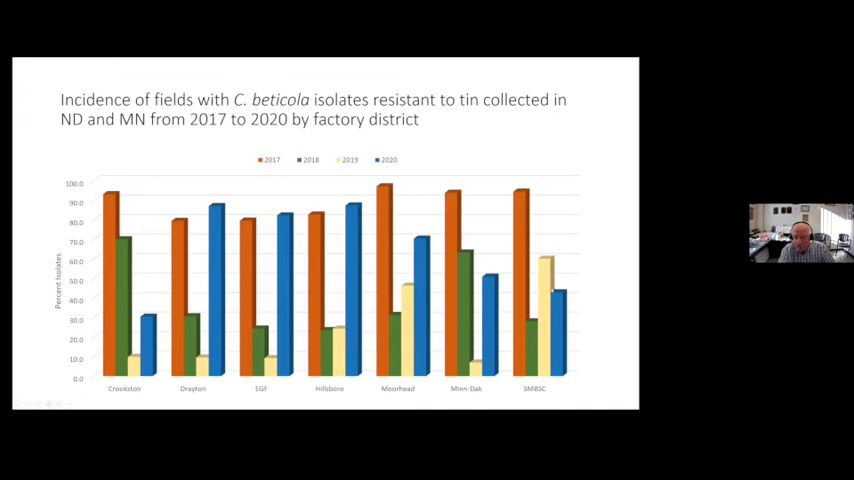 Incidence of fields with C. beticola isolates resistant to tin collected in
ND and MN from 2017 to 2020 by factory district
2017 2018 2019 2020
Percent Isolates
100.0
90.0
80.0
70.0
60.0
50.0
40.0
30.0
20.0
10.0
0.0
Crookston Drayton EGF Hillsboro Moorhead Minn-Dak SMBSC